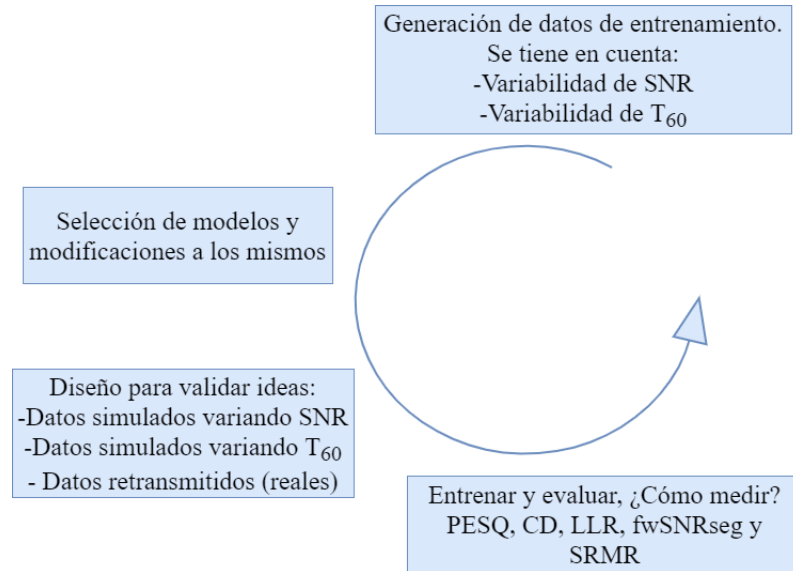 Generación de datos de entrenamiento.
Se tiene en cuenta:
-Variabilidad de SNR
-Variabilidad de T60
Selección de modelos y
modificaciones a los mismos
Diseño para validar ideas:
-Datos simulados variando SNR
-Datos simulados variando T60
- Datos retransmitidos (reales)
Entrenar y evaluar, ¿Cómo medir?
PESQ, CD, LLR, fwSNRseg y
SRMR